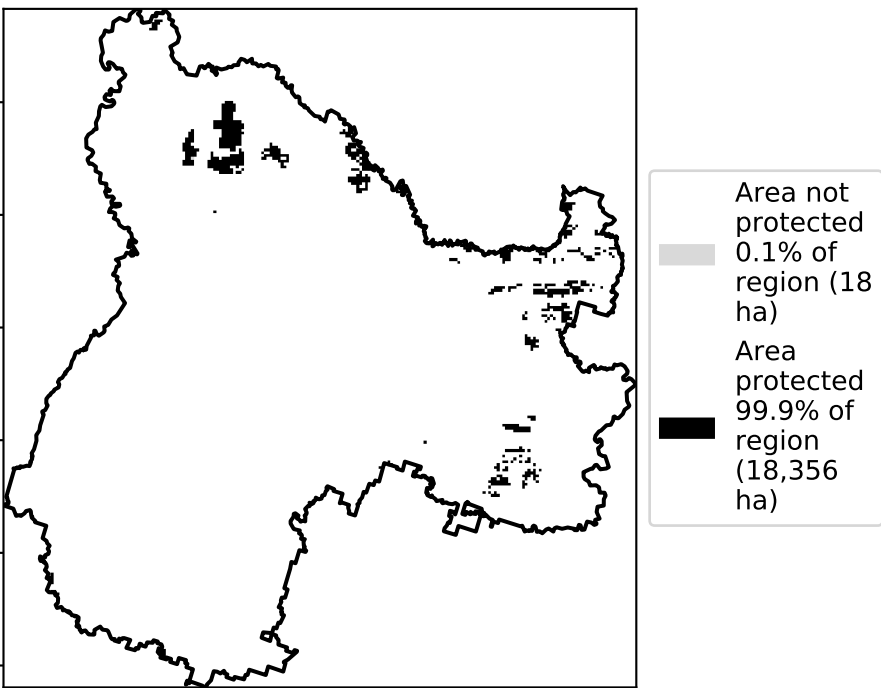 Area not
protected
0.1% of
region (18
ha)
Area
protected
99.9% of
region
(18,356
ha)